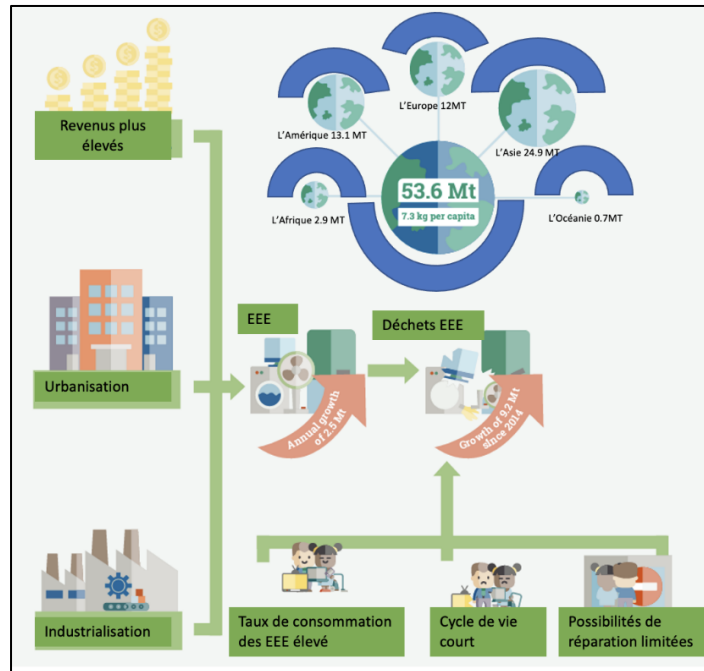 Revenus plus
élevés
L'Amérique 13.1 MT
L'Europe 12MT
L'Asie 24.9 MT
53.6 Mt
7.3 kg per capita
L'Afrique 2.9 MT
L'Océanie 0.7MT
Urbanisation
EEE
Déchets EEE
Annual growth
of 2.5 Mt
Growth of 9.2 Mt
since 2014
Industrialisation
Taux de consommation
des EEE élevé
Cycle de vie
court
Possibilités de
réparation limitées